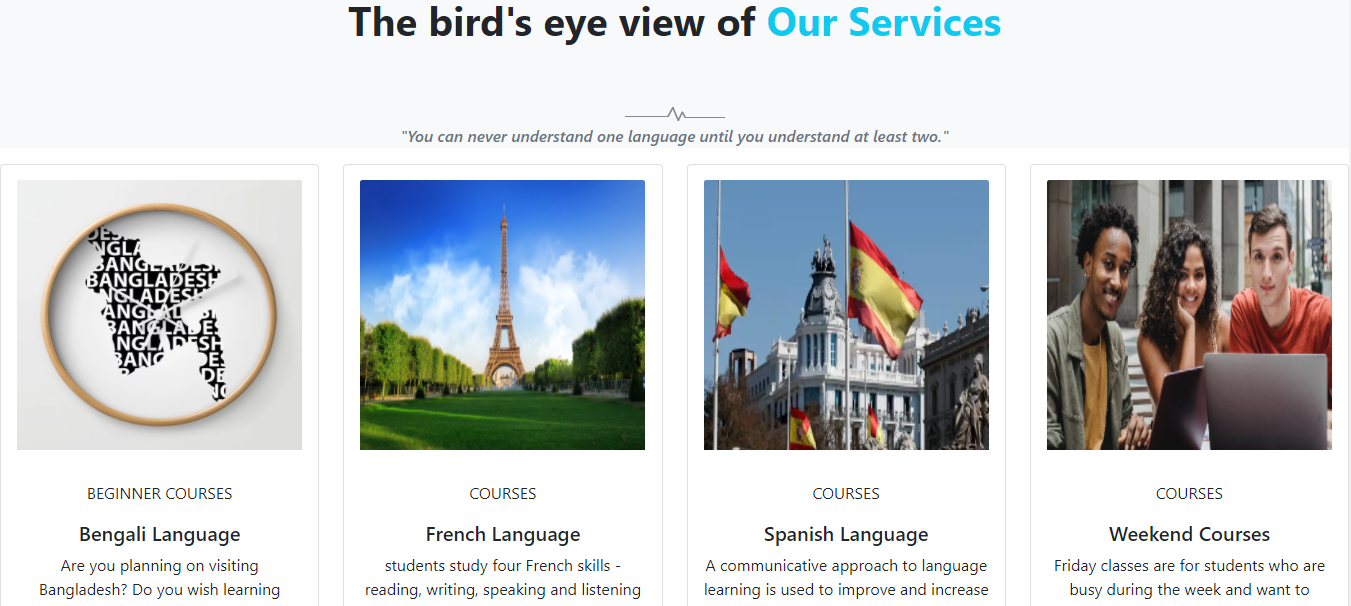 The bird's eye view of Our Services
"You can never understand one language until you understand at least two."
BANGLADESH
BEGINNER COURSES
Bengali Language
Are you planning on visiting
Bangladesh? Do you wish learning
COURSES
French Language
students study four French skills -
reading, writing, speaking and listening
COURSES
Spanish Language
A communicative approach to language
learning is used to improve and increase
COURSES
Weekend Courses
Friday classes are for students who are
busy during the week and want to